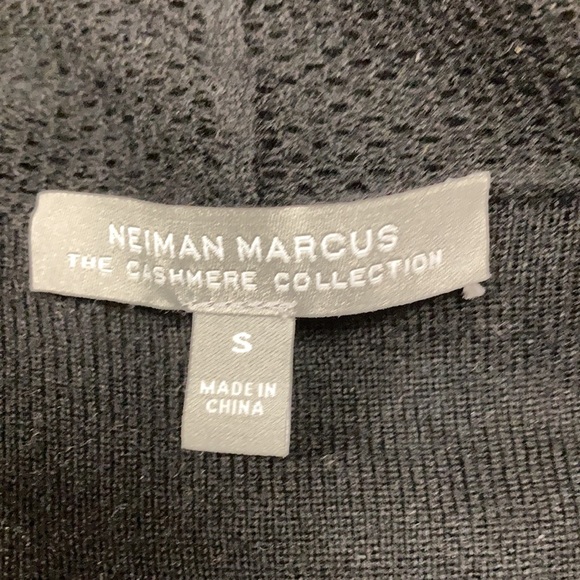 NEIMAN MARCUS
THE CASHMERE COLLECTION
S
MADE IN
CHINA